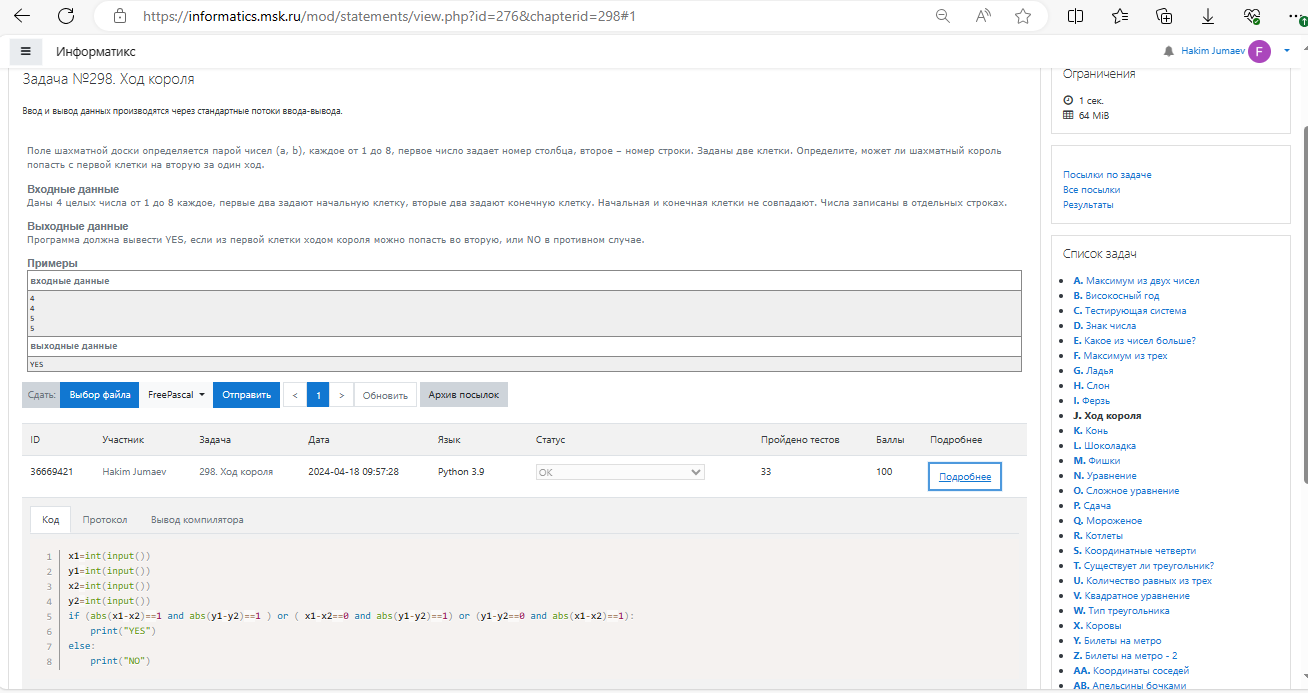 https://informatics.msk.ru/mod/statements/view.php?id=276&chapterid=298#1
Информатикс
Hakim Jumaev F
Задача №298. Ход короля
Ввод и вывод данных производятся через стандартные потоки ввода-вывода.
Поле шахматной доски определяется парой чисел (a, b), каждое от 1 до 8, первое число задает номер столбца, второе – номер строки. Заданы две клетки. Определите, может ли шахматный король
попасть с первой клетки на вторую за один ход.
Входные данные
Даны 4 целых числа от 1 до 8 каждое, первые два задают начальную клетку, вторые два задают конечную клетку. Начальная и конечная клетки не совпадают. Числа записаны в отдельных строках.
Выходные данные
Программа должна вывести YES, если из первой клетки ходом короля можно попасть во вторую, или NO в противном случае.
Примеры
входные данные
4
4
5
5
выходные данные
YES
Сдать: Выбор файла FreePascal Отправить < 1 > Обновить Архив посылок
ID Участник Задача Дата Язык Статус Пройдено тестов Баллы Подробнее
36669421 Hakim Jumaev 298. Ход короля 2024-04-18 09:57:28 Python 3.9 OK 33 100 Подробнее
Код Протокол Вывод компилятора
1 x1=int(input())
2 y1=int(input())
3 x2=int(input())
4 y2=int(input())
5 if (abs(x1-x2)==1 and abs(y1-y2)==1 ) or ( x1-x2==0 and abs(y1-y2)==1) or (y1-y2==0 and abs(x1-x2)==1):
6 print("YES")
7 else:
8 print("NO")
Ограничения
1 сек.
64 MiB
Посылки по задаче
Все посылки
Результаты
Список задач
A. Максимум из двух чисел
B. Високосный год
C. Тестирующая система
D. Знак числа
E. Какое из чисел больше?
F. Максимум из трех
G. Ладья
H. Слон
I. Ферзь
J. Ход короля
K. Конь
L. Шоколадка
M. Фишки
N. Уравнение
O. Сложное уравнение
P. Сдача
Q. Мороженое
R. Котлеты
S. Координатные четверти
T. Существует ли треугольник?
U. Количество равных из трех
V. Квадратное уравнение
W. Тип треугольника
X. Коровы
Y. Билеты на метро
Z. Билеты на метро - 2
AA. Координаты соседей
AB. Апельсины бочками